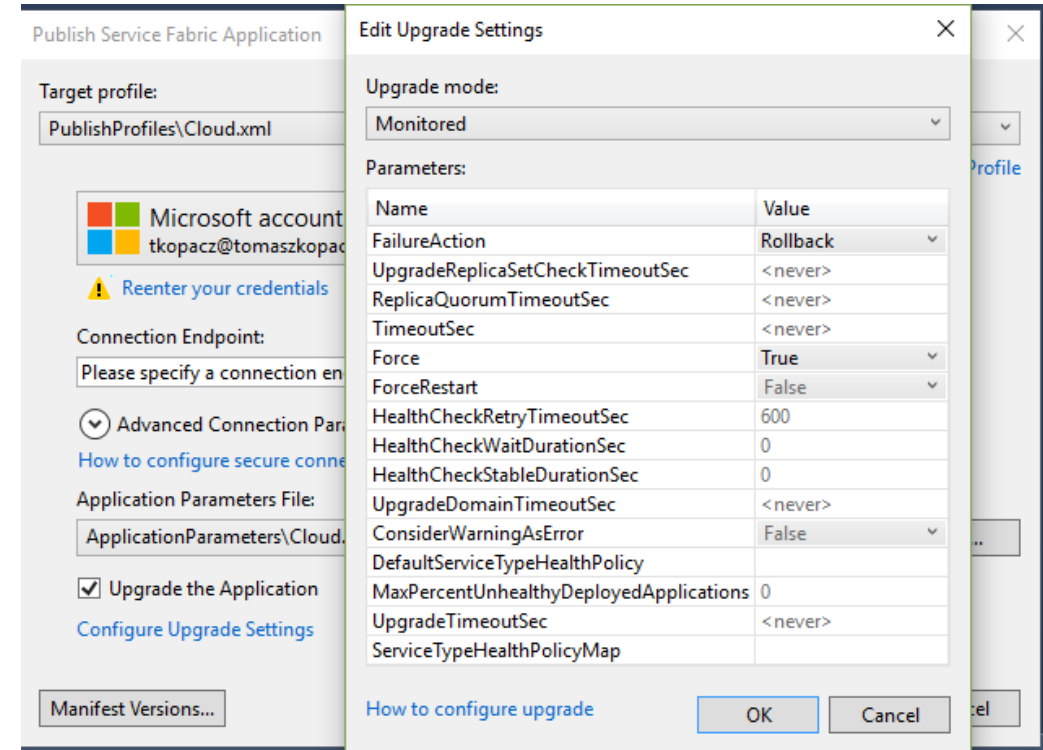 Publish Service Fabric Application
Target profile:
PublishProfiles\Cloud.xml
Profile
Microsoft account
tkopacz@tomaszkopac
Reenter your credentials
Connection Endpoint:
Please specify a connection en
Advanced Connection Para
How to configure secure conne
Application Parameters File:
ApplicationParameters\Cloud.
...
Upgrade the Application
Configure Upgrade Settings
Manifest Versions...
cel
Edit Upgrade Settings
Upgrade mode:
Monitored
Parameters:
Name Value
FailureAction Rollback
UpgradeReplicaSetCheckTimeoutSec <never>
ReplicaQuorumTimeoutSec <never>
TimeoutSec <never>
Force True
ForceRestart False
HealthCheckRetryTimeoutSec 600
HealthCheckWaitDurationSec 0
HealthCheckStableDurationSec 0
UpgradeDomainTimeoutSec <never>
ConsiderWarningAsError False
DefaultServiceTypeHealthPolicy
MaxPercentUnhealthyDeployedApplications 0
UpgradeTimeoutSec <never>
ServiceTypeHealthPolicyMap
How to configure upgrade
OK Cancel